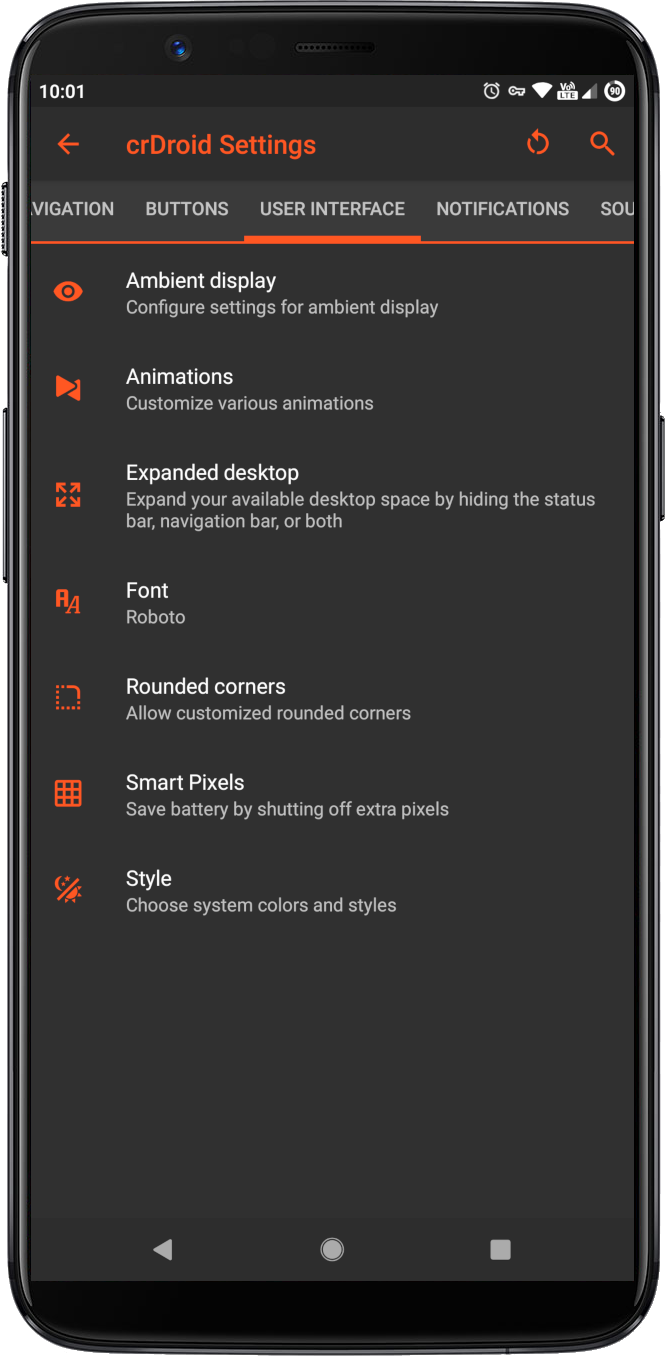 10:01
Vo)) LTE
90
crDroid Settings
VIGATION BUTTONS USER INTERFACE NOTIFICATIONS SOU
Ambient display
Configure settings for ambient display
Animations
Customize various animations
Expanded desktop
Expand your available desktop space by hiding the status
bar, navigation bar, or both
Font
Roboto
Rounded corners
Allow customized rounded corners
Smart Pixels
Save battery by shutting off extra pixels
Style
Choose system colors and styles